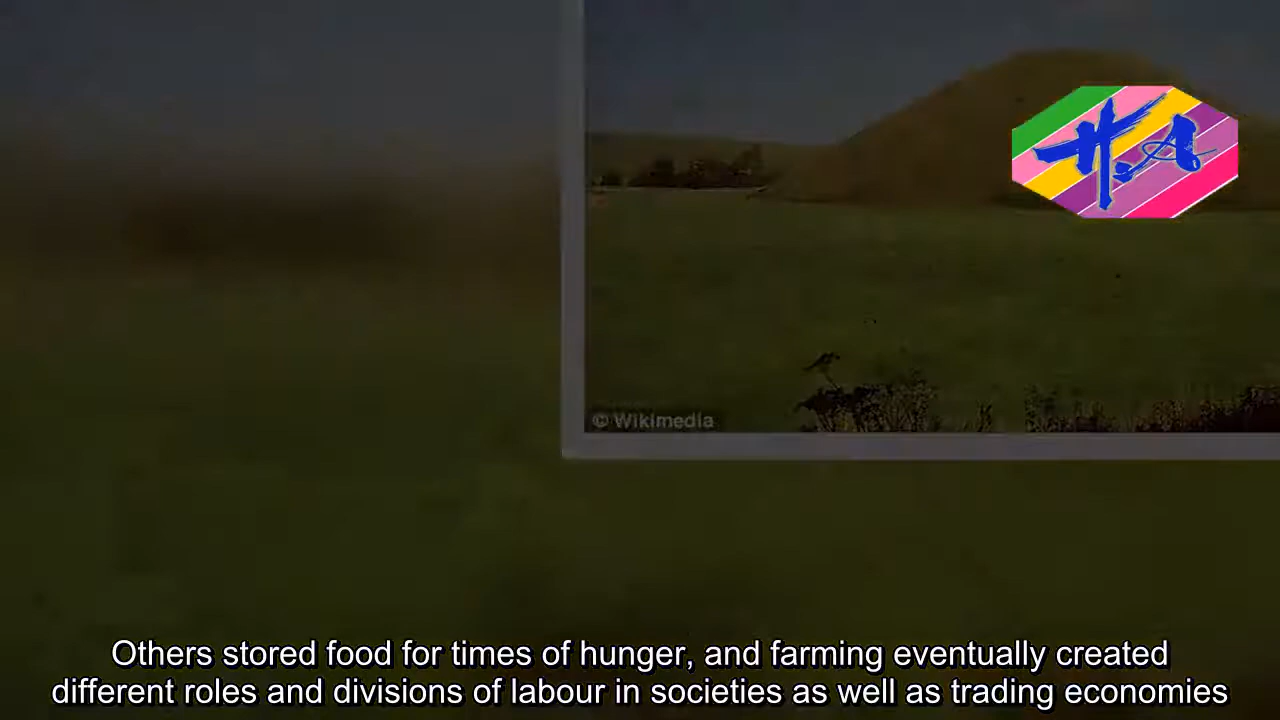 H.A
© Wikimedia
Others stored food for times of hunger, and farming eventually created
different roles and divisions of labour in societies as well as trading economies